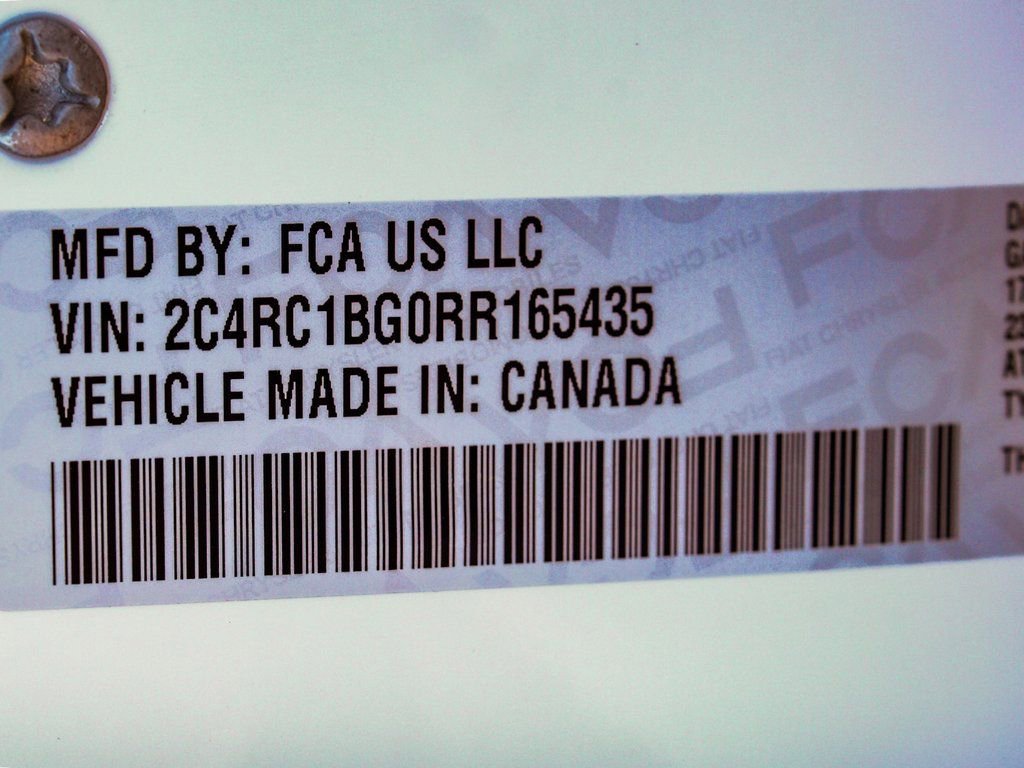 MFD BY: FCA US LLC
VIN: 2C4RC1BG0RR165435
VEHICLE MADE IN: CANADA